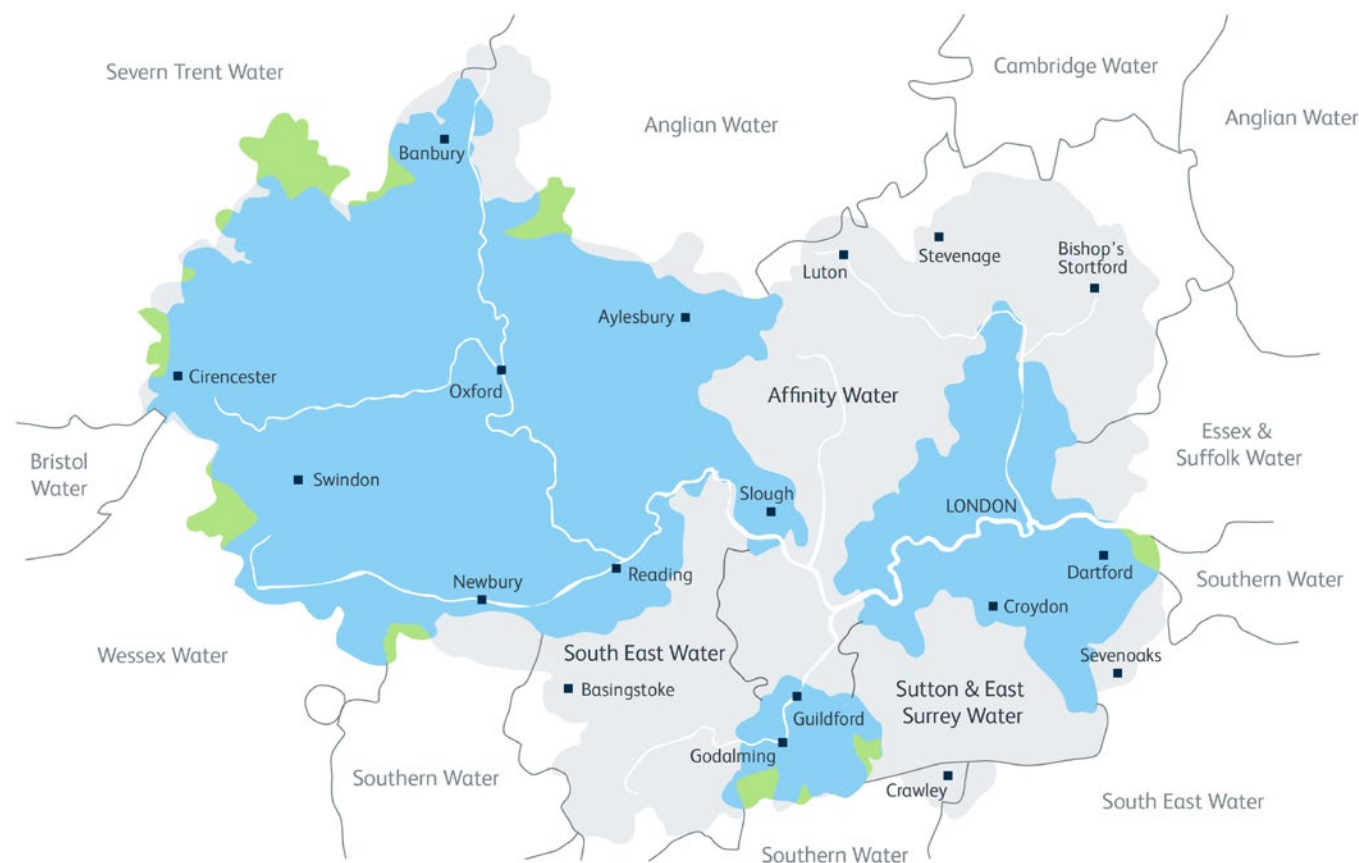 Severn Trent Water
Cambridge Water
Anglian Water
Anglian Water
Banbury
Luton
Stevenage
Bishop's
Stortford
Aylesbury
Cirencester
Oxford
Affinity Water
Essex &
Suffolk Water
Bristol
Water
Swindon
Slough
LONDON
Newbury
Reading
Dartford
Southern Water
Croydon
Wessex Water
South East Water
Sevenoaks
Basingstoke
Sutton & East
Surrey Water
Guildford
Godalming
Southern Water
Crawley
South East Water
Southern Water